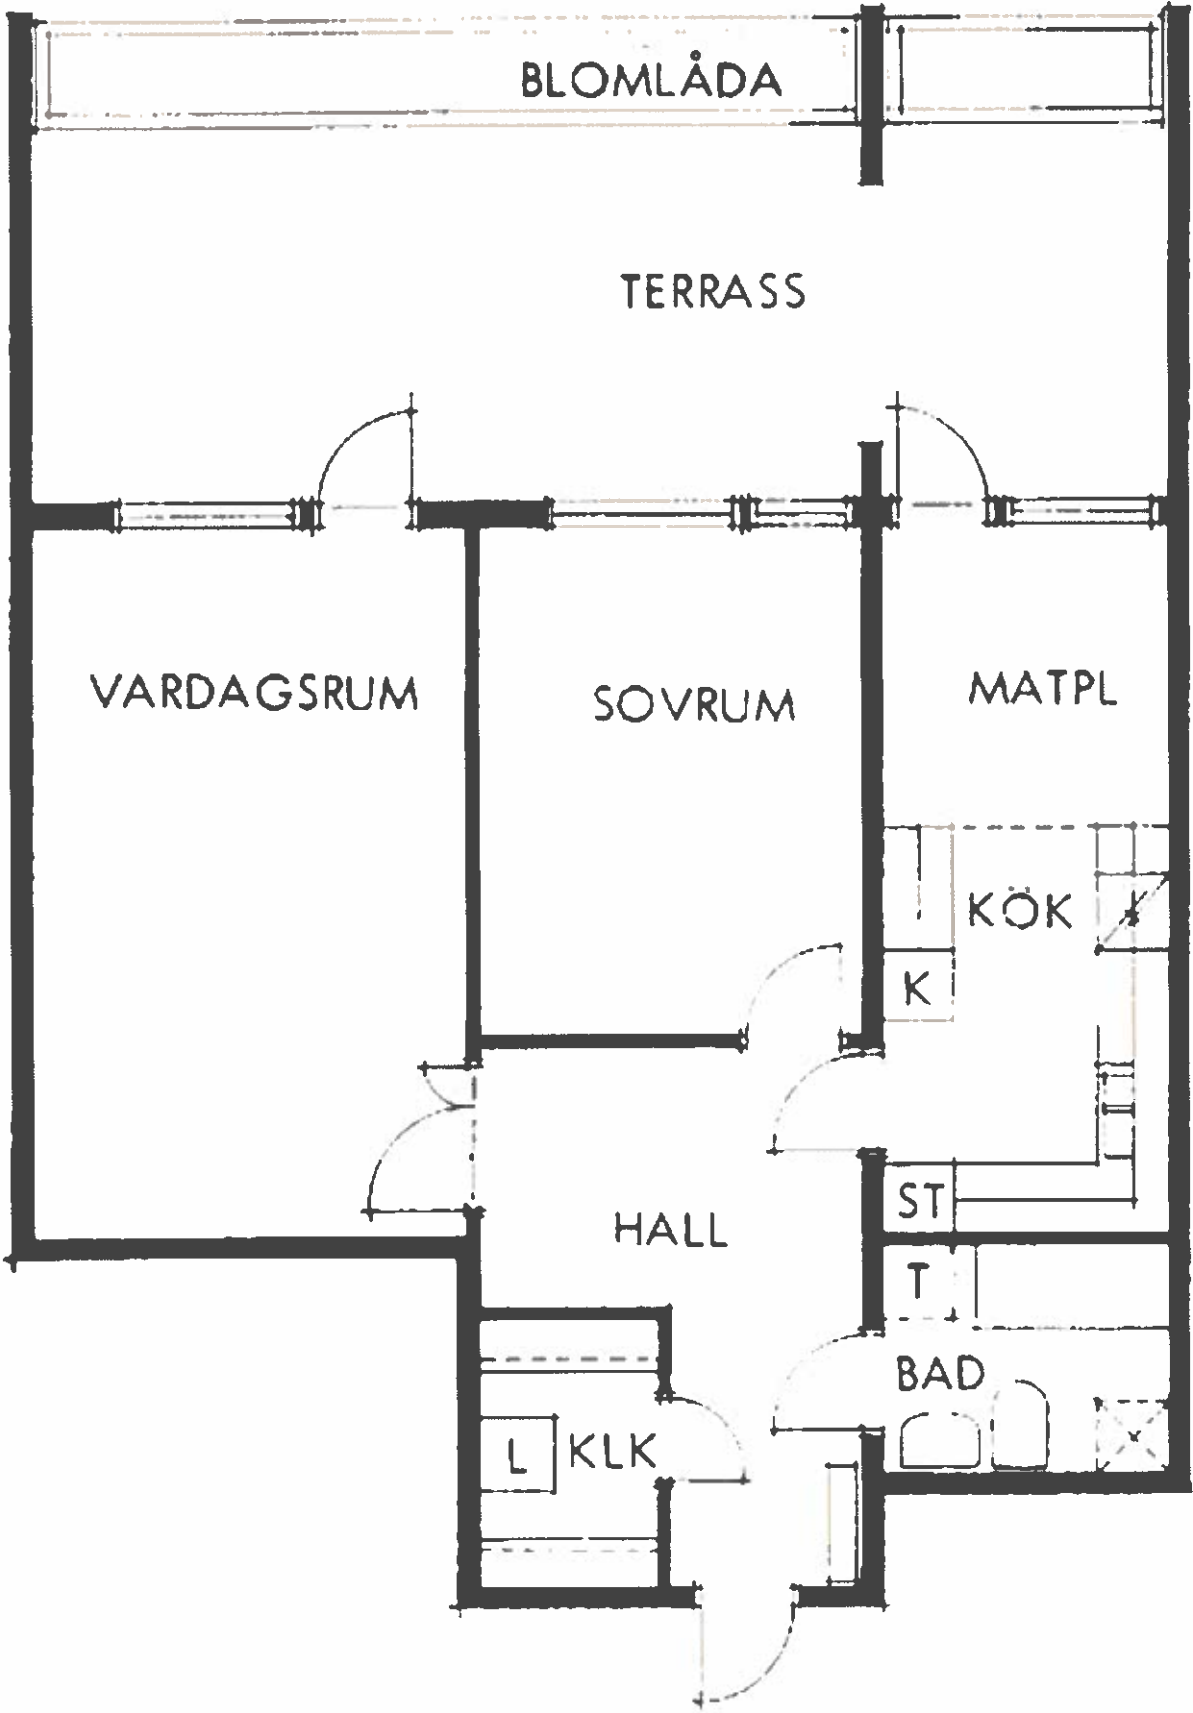 BLOMLÅDA
TERRASS
VARDAGSRUM
SOVRUM
MATPL
KÖK
K
ST
HALL
T
BAD
L
KLK